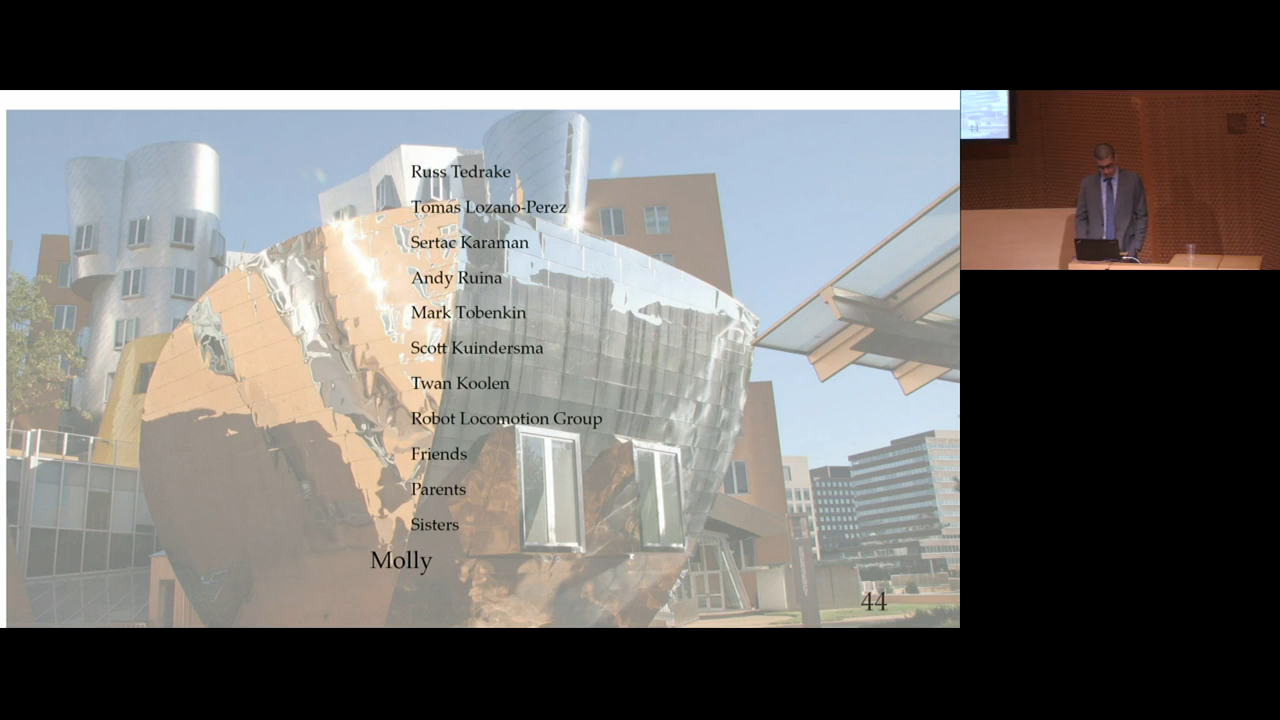 Russ Tedrake
Tomas Lozano-Perez
Sertac Karaman
Andy Ruina
Mark Tobenkin
Scott Kuindersma
Twan Koolen
Robot Locomotion Group
Friends
Parents
Sisters
Molly
44